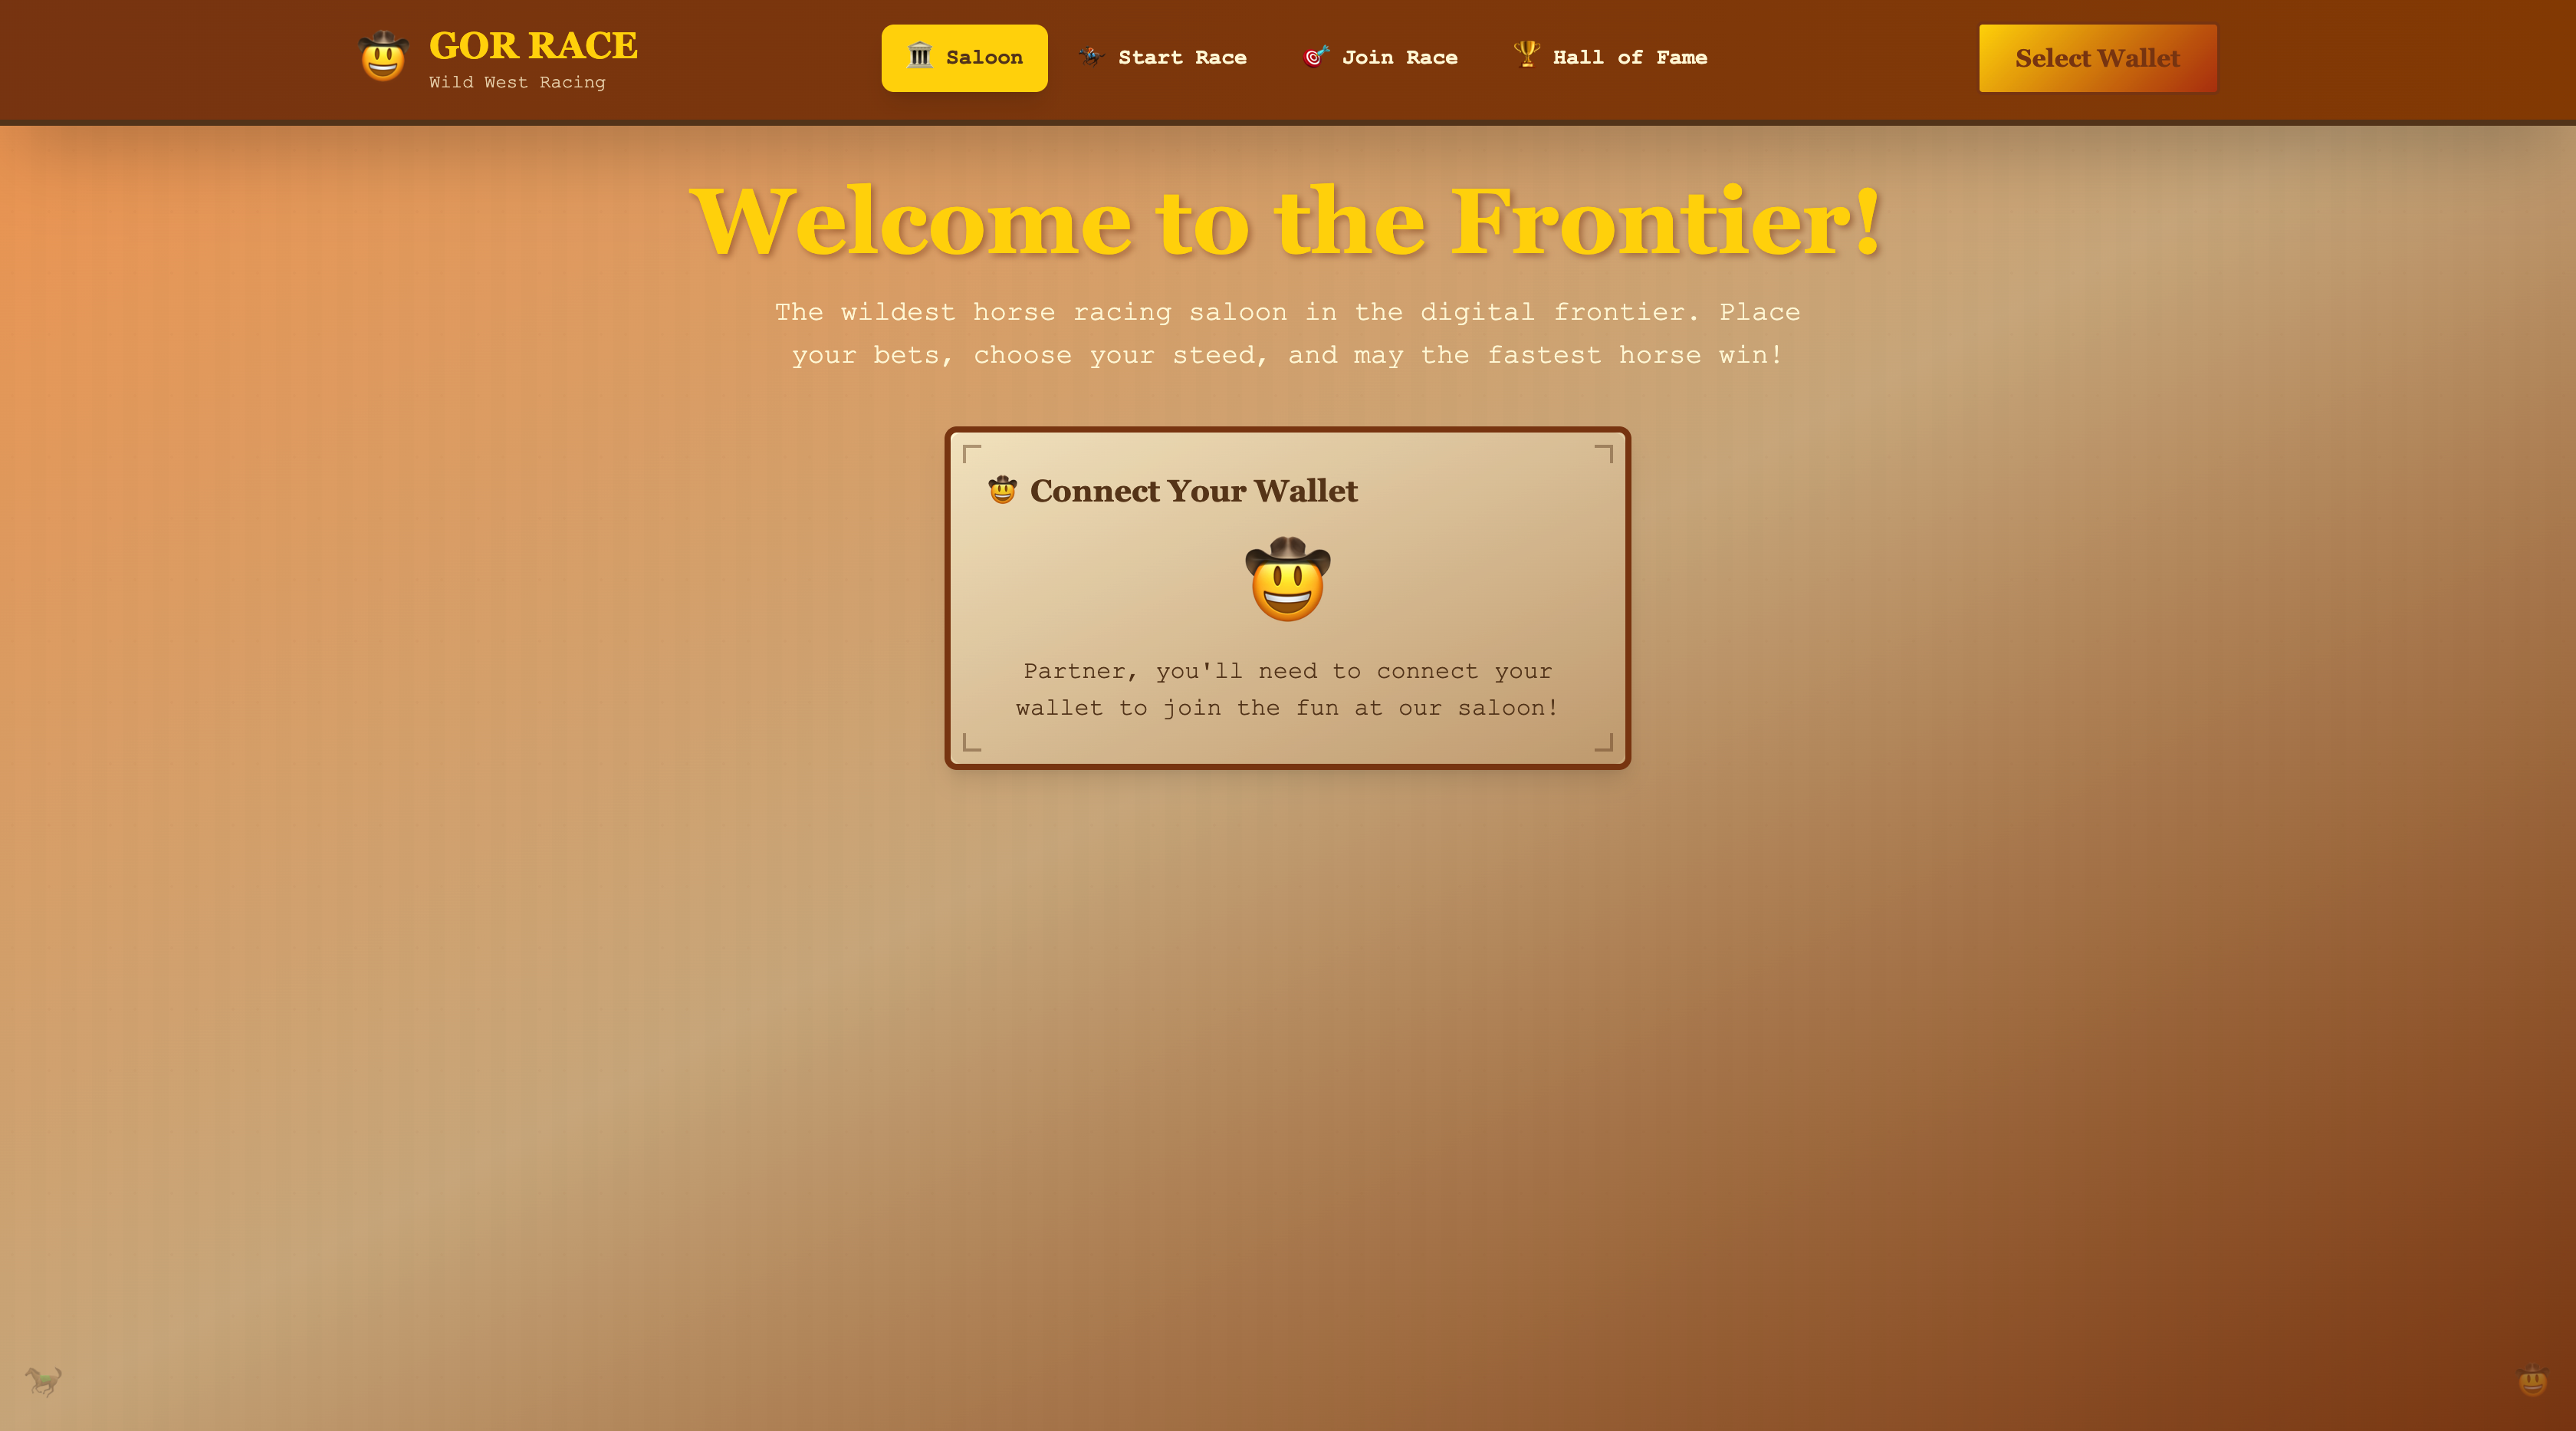 GOR RACE
Wild West Racing
Saloon
Start Race
Join Race
Hall of Fame
Select Wallet
Welcome to the Frontier!
The wildest horse racing saloon in the digital frontier. Place
your bets, choose your steed, and may the fastest horse win!
Connect Your Wallet
Partner, you'll need to connect your
wallet to join the fun at our saloon!